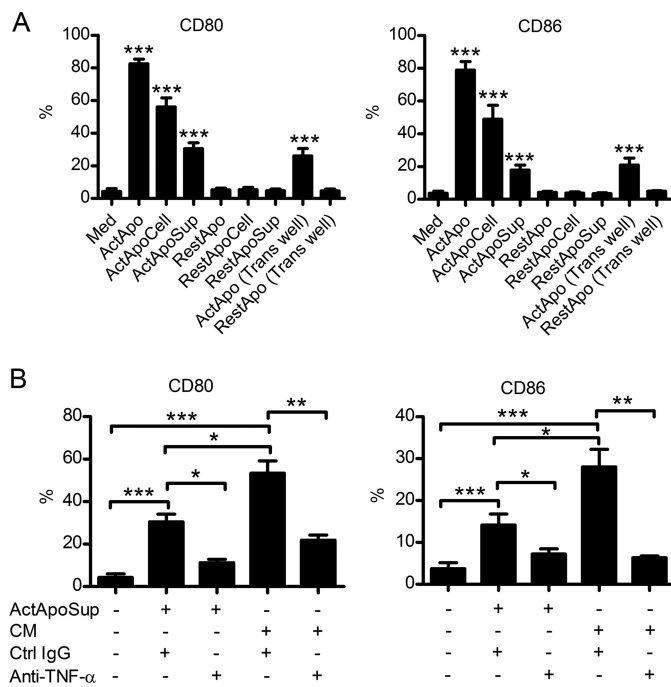 A
CD80
CD86
%
100
80
60
40
20
0
***
***
***
***
Med
ActApo
ActApoCell
ActApoSup
RestApo
RestApoCell
RestApoSup
ActApo (Trans well)
RestApo (Trans well)
%
100
80
60
40
20
0
***
***
***
***
Med
ActApo
ActApoCell
ActApoSup
RestApo
RestApoCell
RestApoSup
ActApo (Trans well)
RestApo (Trans well)
B
CD80
CD86
%
80
60
40
20
0
***
**
*
***
*
%
40
30
20
10
0
***
**
*
***
*
ActApoSup - + + - - - + + - -
CM - - - + + - - - + +
Ctrl IgG - + - + - - + - + -
Anti-TNF-α - - + - + - - + - +